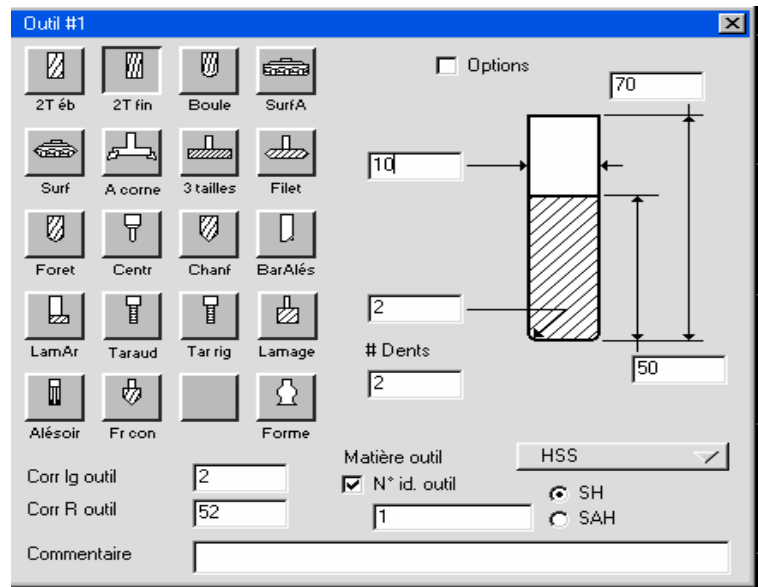 Outil #1
2T éb
2T fin
Boule
SurfA
Surf
A corne
3 tailles
Filet
Foret
Centr
Chanf
BarAlés
LamAr
Taraud
Tar rig
Lamage
Alésoir
Fr con
Forme
Options
70
10
2
# Dents
2
50
Corr lg outil
2
Corr R outil
52
Matière outil
HSS
N° id. outil
1
SH
SAH
Commentaire